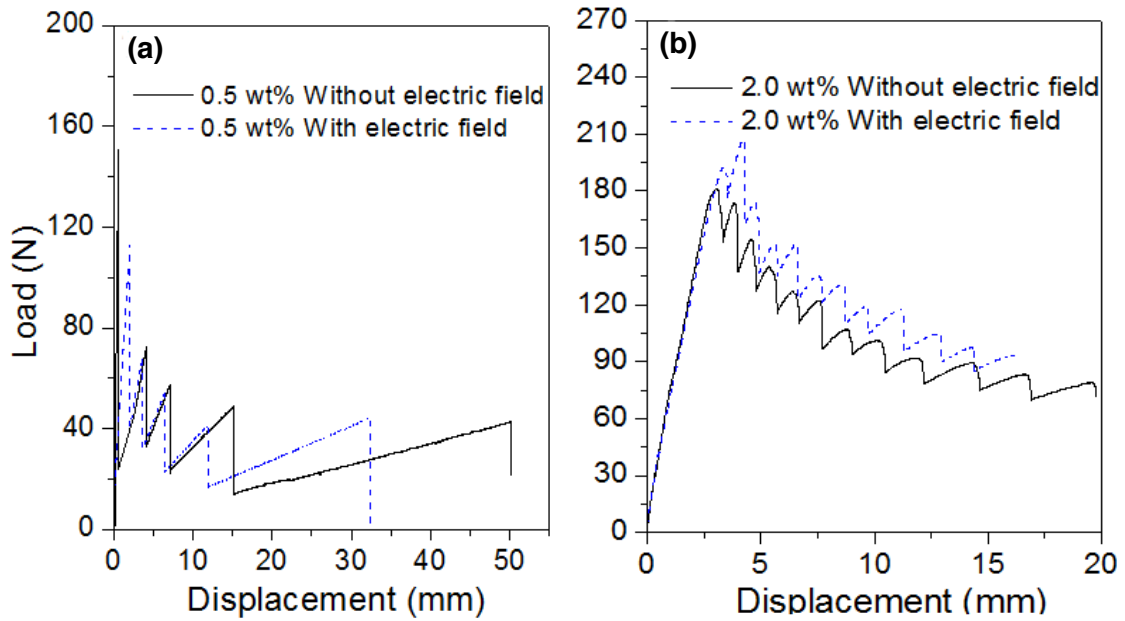 (a)
0.5 wt% Without electric field
0.5 wt% With electric field
200
160
120
80
40
0
Load (N)
0 10 20 30 40 50
Displacement (mm)
(b)
2.0 wt% Without electric field
2.0 wt% With electric field
270
240
210
180
150
120
90
60
30
0
0 5 10 15 20
Displacement (mm)